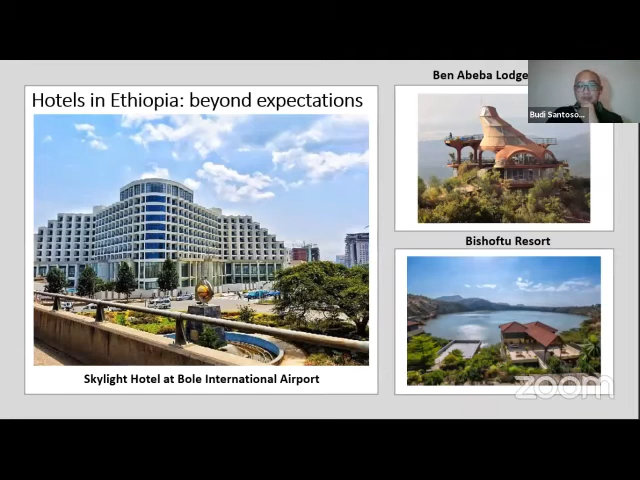 Hotels in Ethiopia: beyond expectations
Skylight Hotel at Bole International Airport
Ben Abeba Lodge
Budi Santoso...
Bishoftu Resort
zoom